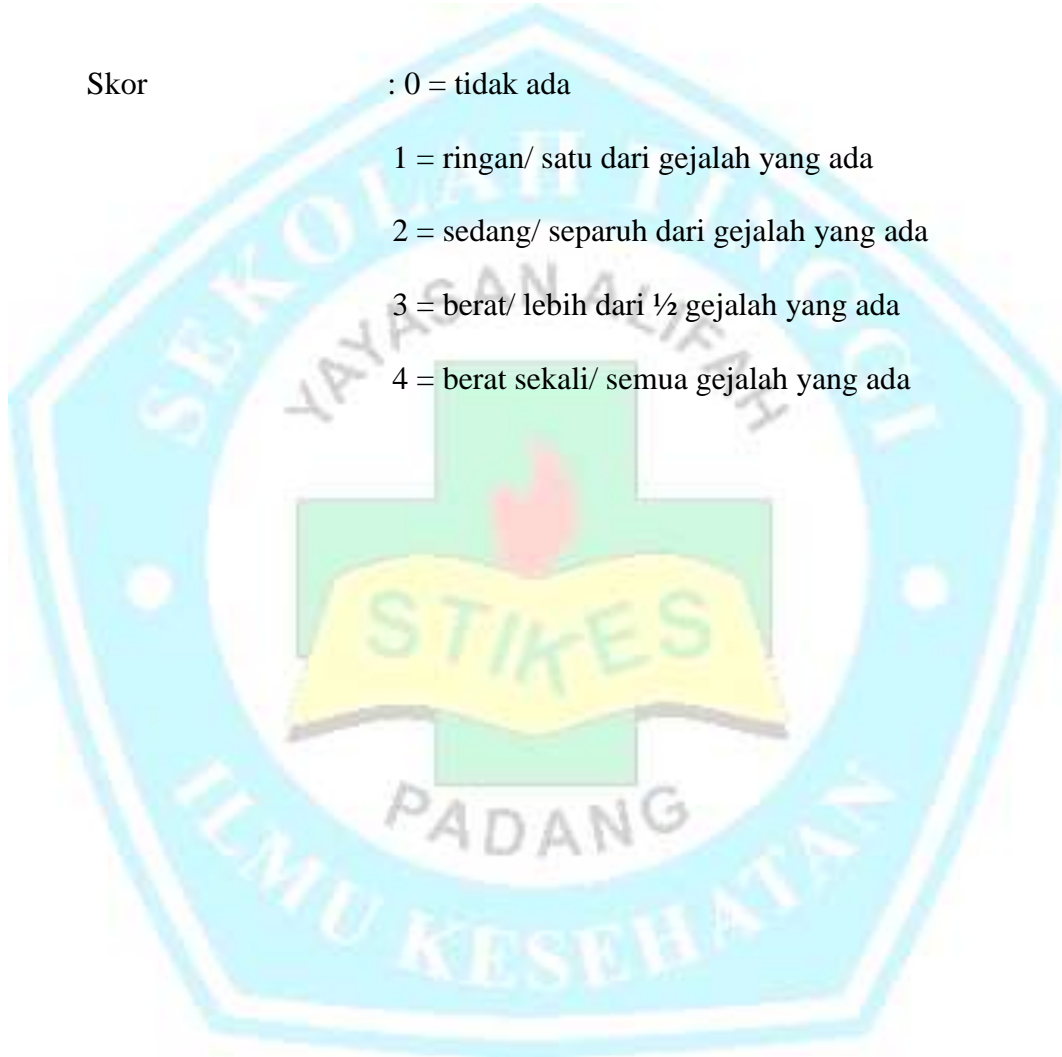 Skor : 0 = tidak ada
1 = ringan/ satu dari gejalah yang ada
2 = sedang/ separuh dari gejalah yang ada
3 = berat/ lebih dari ½ gejalah yang ada
4 = berat sekali/ semua gejalah yang ada
SEKOLAH TINGGI
YAYASAN ALIFAH
STIKES
PADANG
ILMU KESEHATAN